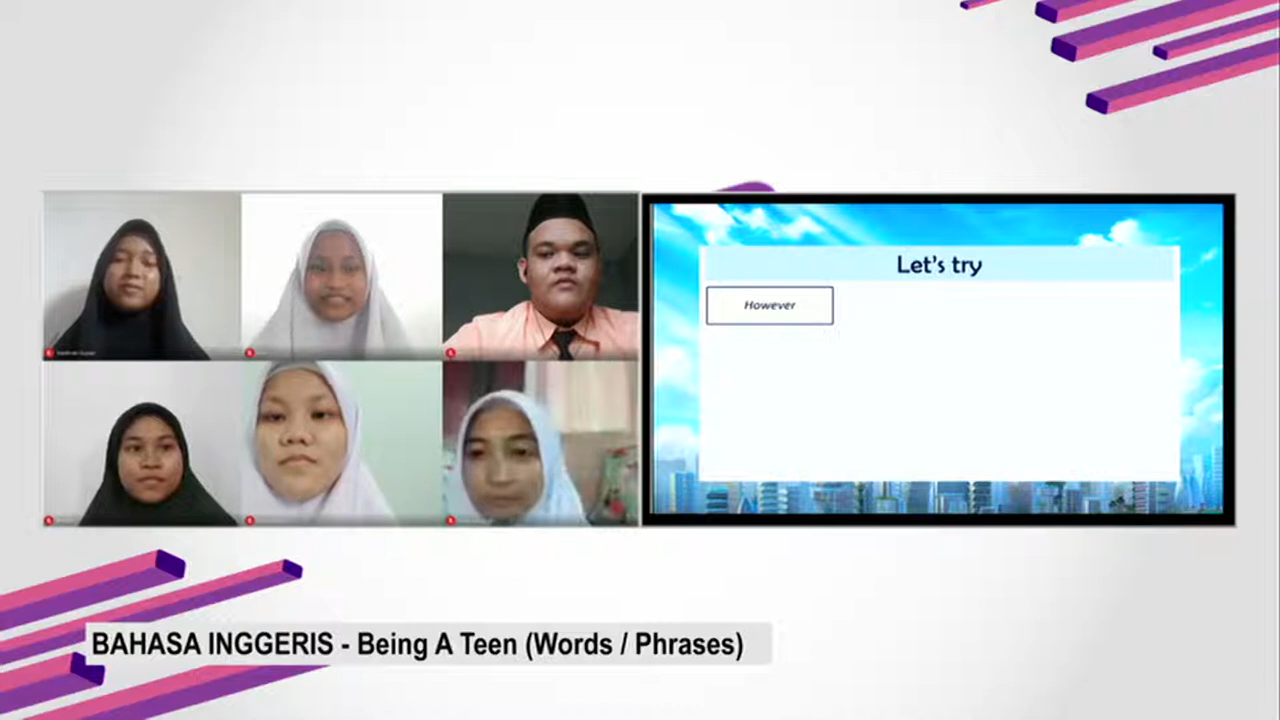 Let's try
However
BAHASA INGGERIS - Being A Teen (Words / Phrases)